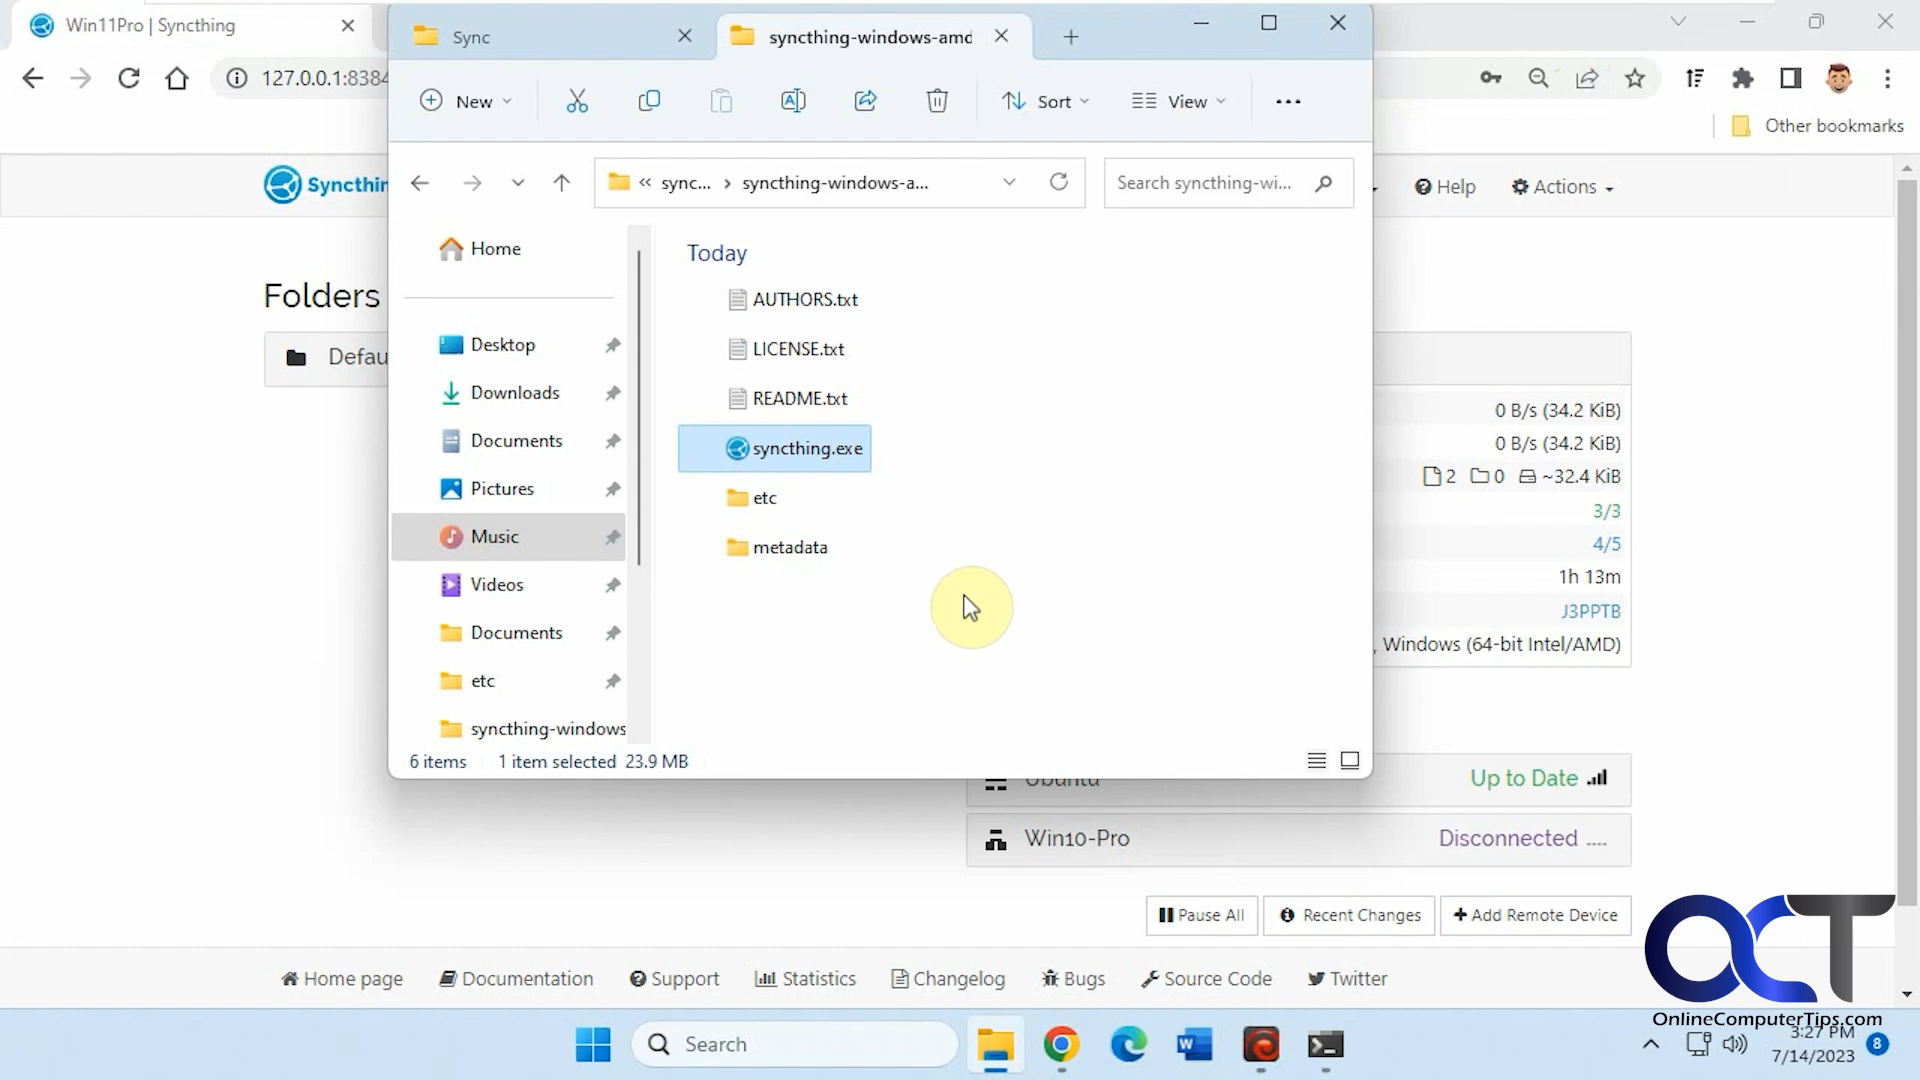 Win11Pro | Syncthing
Sync
syncthing-windows-amd
127.0.0.1:8384
New
Sort
View
Other bookmarks
sync... › syncthing-windows-a...
Search syncthing-wi...
Syncthin
Help
Actions
Home
Today
AUTHORS.txt
LICENSE.txt
README.txt
syncthing.exe
etc
metadata
Folders
Defau
Desktop
Downloads
Documents
Pictures
Music
Videos
Documents
etc
syncthing-windows
6 items 1 item selected 23.9 MB
0 B/s (34.2 KiB)
0 B/s (34.2 KiB)
2 0 ~32.4 KiB
3/3
4/5
1h 13m
J3PPTB
, Windows (64-bit Intel/AMD)
Ubuntu
Up to Date
Win10-Pro
Disconnected
Pause All
Recent Changes
Add Remote Device
Home page
Documentation
Support
Statistics
Changelog
Bugs
Source Code
Twitter
OCT
OnlineComputerTips.com
Search
3:27 PM
7/14/2023
8